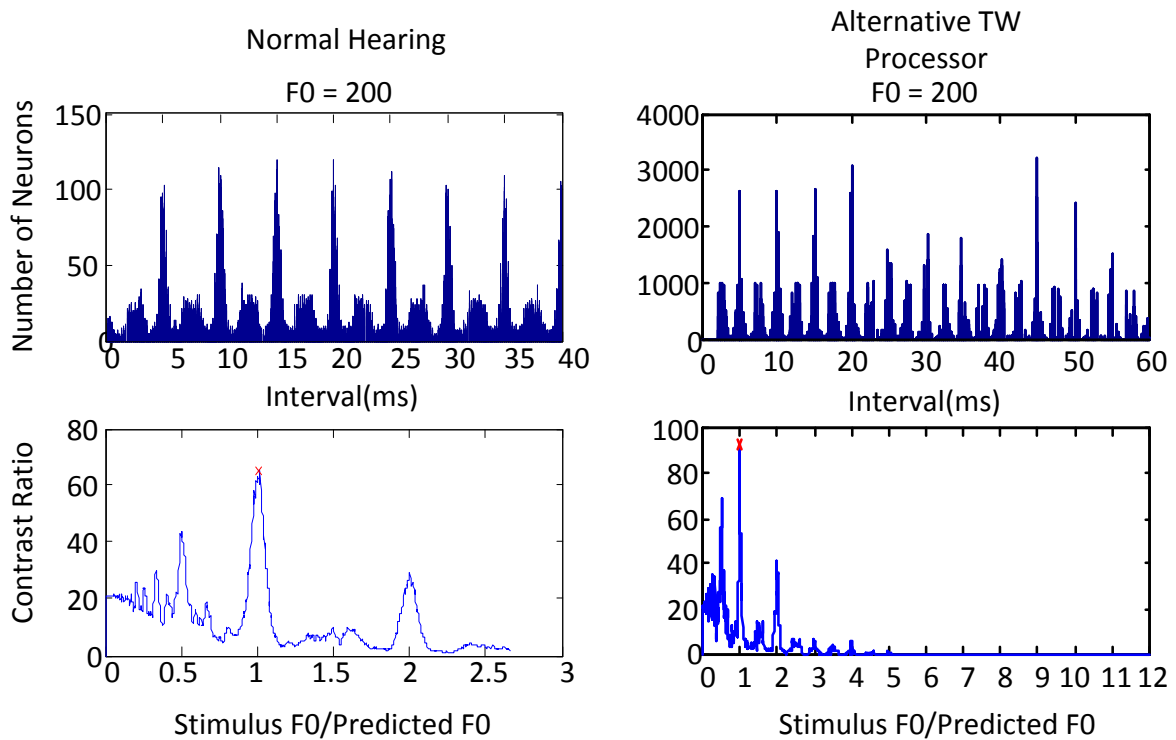 Normal Hearing
F0 = 200
Number of Neurons
150
100
50
0
0 5 10 15 20 25 30 35 40
Interval(ms)
Alternative TW
Processor
F0 = 200
4000
3000
2000
1000
0
0 10 20 30 40 50 60
Interval(ms)
Contrast Ratio
80
60
40
20
0
0 0.5 1 1.5 2 2.5 3
Stimulus F0/Predicted F0
100
80
60
40
20
0
0 1 2 3 4 5 6 7 8 9 10 11 12
Stimulus F0/Predicted F0